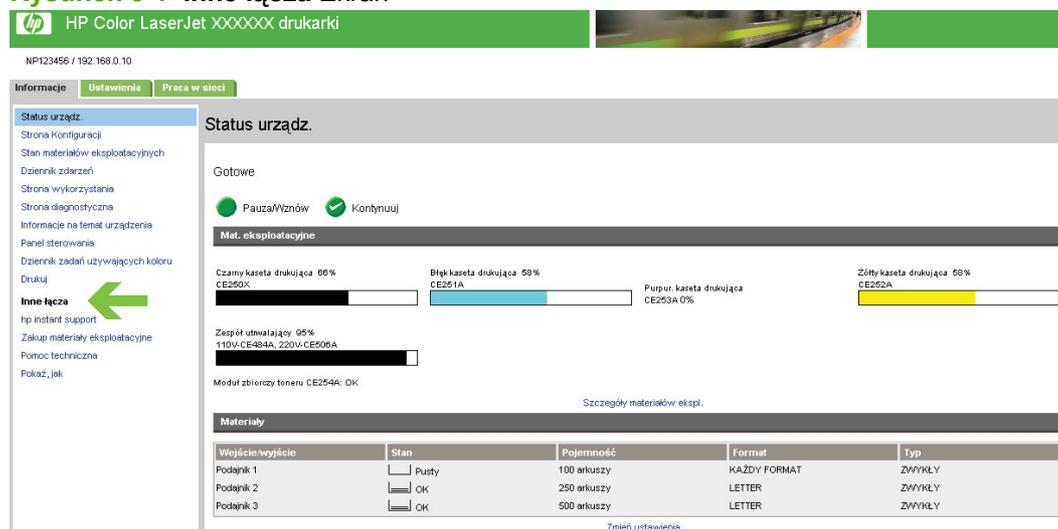 HP Color LaserJet XXXXXX drukarki
NP123456 / 192.168.0.10
Informacje Ustawienia Praca w sieci
Status urządz.
Strona Konfiguracji
Stan materiałów eksploatacyjnych
Dziennik zdarzeń
Strona wykorzystania
Strona diagnostyczna
Informacje na temat urządzenia
Panel sterowania
Dziennik zadań używających koloru
Drukuj
Inne łącza
hp instant support
Zakup materiały eksploatacyjne
Pomoc techniczna
Pokaż, jak
Status urządz.
Gotowe
Pauza/Wznów Kontynuuj
Mat. eksploatacyjne
Czarny kaseta drukująca 66%
CE250X
Błęk kaseta drukująca 58%
CE251A
Purpur. kaseta drukująca
CE253A 0%
Żółty kaseta drukująca 58%
CE252A
Zespół utrwalający 95%
110V-CE484A, 220V-CE506A
Moduł zbiorczy toneru CE254A: OK
Szczegóły materiałów ekspl.
Materiały
Wejście/wyjście Stan Pojemność Format Typ
Podajnik 1 Pusty 100 arkuszy KAŻDY FORMAT ZWYKŁY
Podajnik 2 OK 250 arkuszy LETTER ZWYKŁY
Podajnik 3 OK 500 arkuszy LETTER ZWYKŁY
Zmień ustawienia